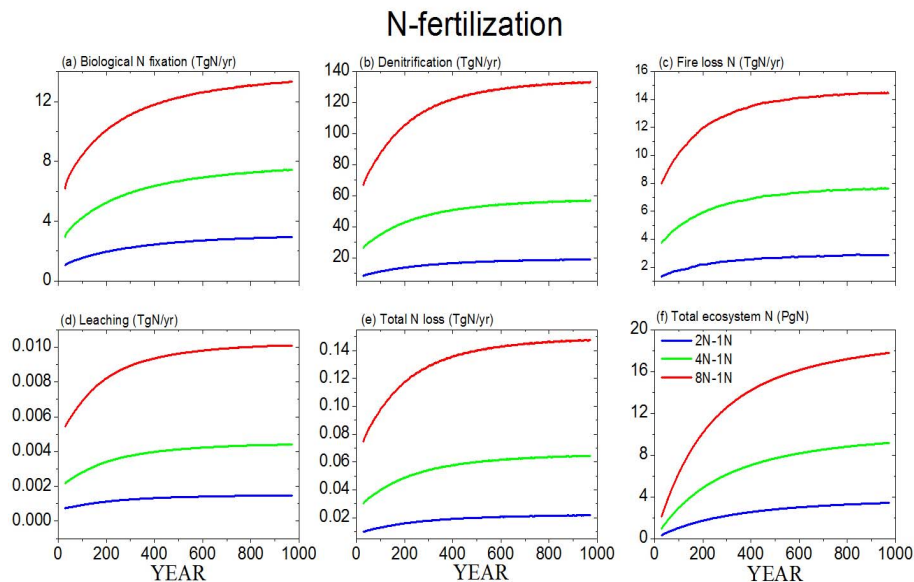 N-fertilization
(a) Biological N fixation (TgN/yr)
(b) Denitrification (TgN/yr)
(c) Fire loss N (TgN/yr)
12
8
4
0
140
120
100
80
60
40
20
16
14
12
10
8
6
4
2
(d) Leaching (TgN/yr)
(e) Total N loss (TgN/yr)
(f) Total ecosystem N (PgN)
0.010
0.008
0.006
0.004
0.002
0.000
0.14
0.12
0.10
0.08
0.06
0.04
0.02
20
16
12
8
4
0
2N-1N
4N-1N
8N-1N
0 200 400 600 800 1000
0 200 400 600 800 1000
0 200 400 600 800 1000
YEAR
YEAR
YEAR